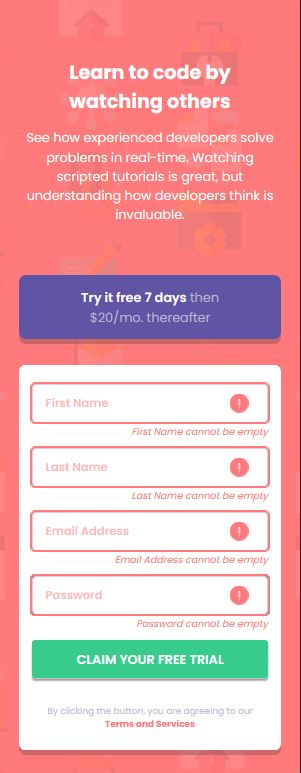 Learn to code by
watching others
See how experienced developers solve
problems in real-time. Watching
scripted tutorials is great, but
understanding how developers think is
invaluable.
Try it free 7 days then
$20/mo. thereafter
First Name
First Name cannot be empty
Last Name
Last Name cannot be empty
Email Address
Email Address cannot be empty
Password
Password cannot be empty
CLAIM YOUR FREE TRIAL
By clicking the button, you are agreeing to our
Terms and Services